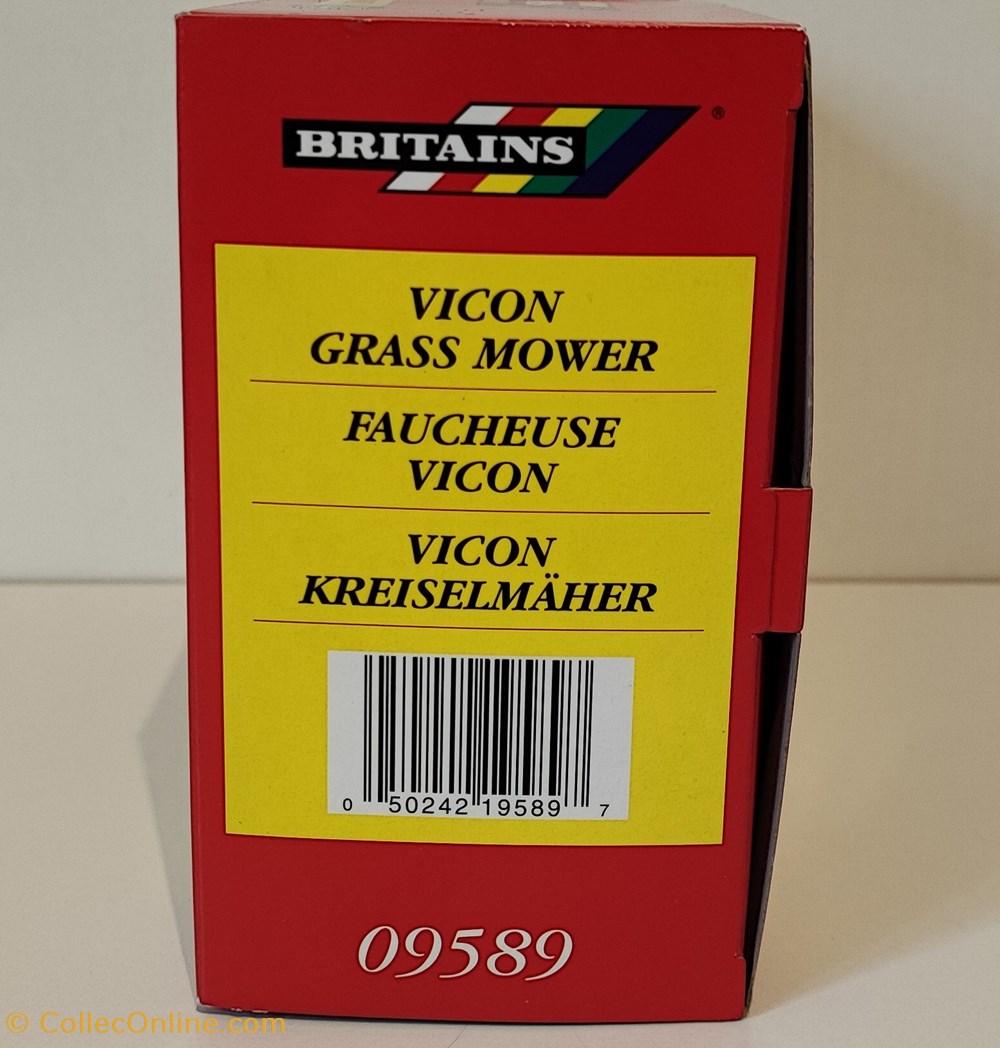 BRITAINS ®
VICON
GRASS MOWER
FAUCHEUSE
VICON
VICON
KREISELMÄHER
0 50242 19589 7
09589
© CollecOnline.com